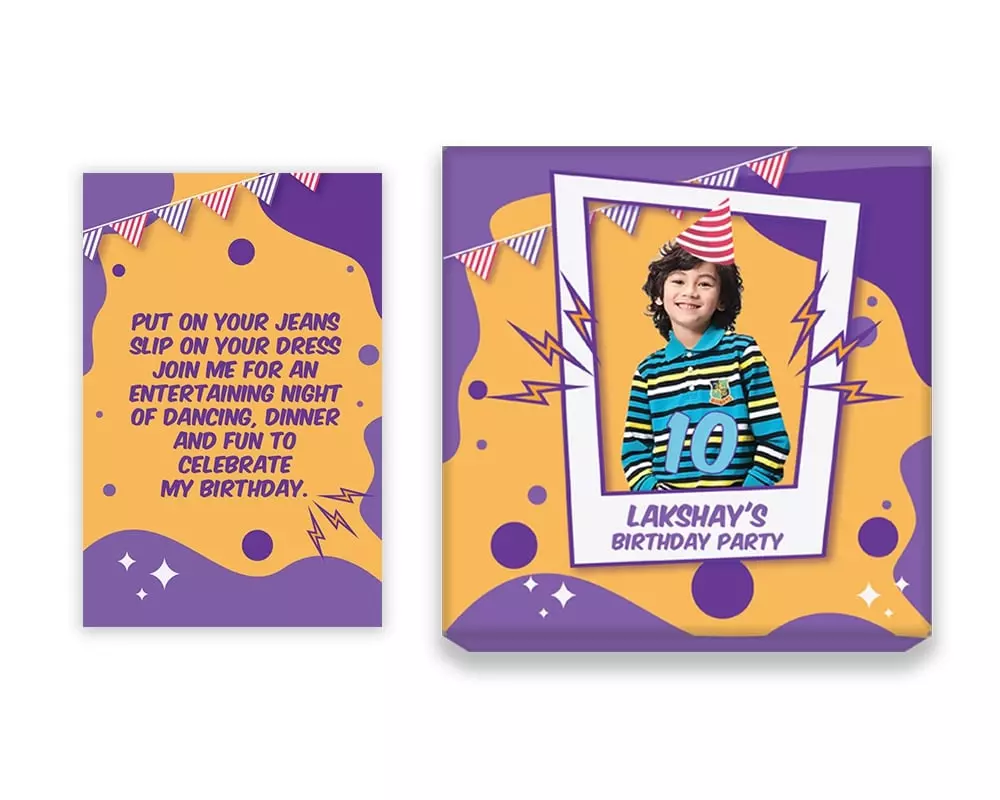 PUT ON YOUR JEANS
SLIP ON YOUR DRESS
JOIN ME FOR AN
ENTERTAINING NIGHT
OF DANCING, DINNER
AND FUN TO
CELEBRATE
MY BIRTHDAY.
10
LAKSHAY'S
BIRTHDAY PARTY